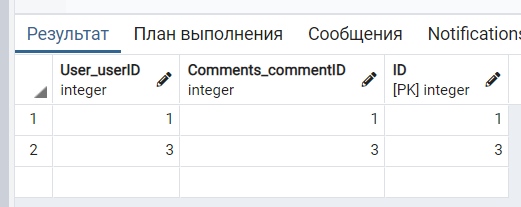 Результат План выполнения Сообщения Notifications
User_userID Comments_commentID ID
integer integer [PK] integer
1 1 1 1
2 3 3 3